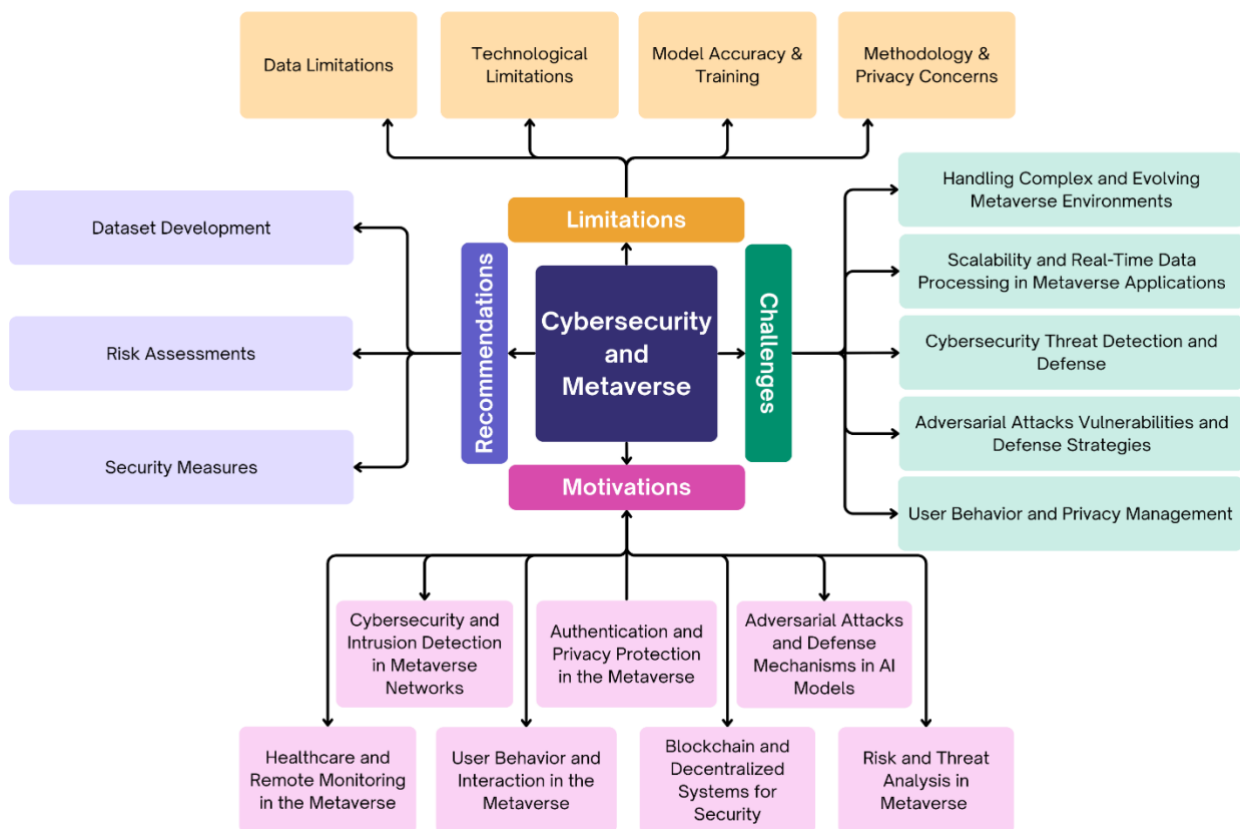 Data Limitations
Technological
Limitations
Model Accuracy &
Training
Methodology &
Privacy Concerns
Limitations
Recommendations
Dataset Development
Risk Assessments
Security Measures
Cybersecurity
and
Metaverse
Challenges
Handling Complex and Evolving
Metaverse Environments
Scalability and Real-Time Data
Processing in Metaverse Applications
Cybersecurity Threat Detection and
Defense
Adversarial Attacks Vulnerabilities and
Defense Strategies
User Behavior and Privacy Management
Motivations
Cybersecurity and
Intrusion Detection
in Metaverse
Networks
Authentication and
Privacy Protection
in the Metaverse
Adversarial Attacks
and Defense
Mechanisms in AI
Models
Healthcare and
Remote Monitoring
in the Metaverse
User Behavior and
Interaction in the
Metaverse
Blockchain and
Decentralized
Systems for
Security
Risk and Threat
Analysis in
Metaverse